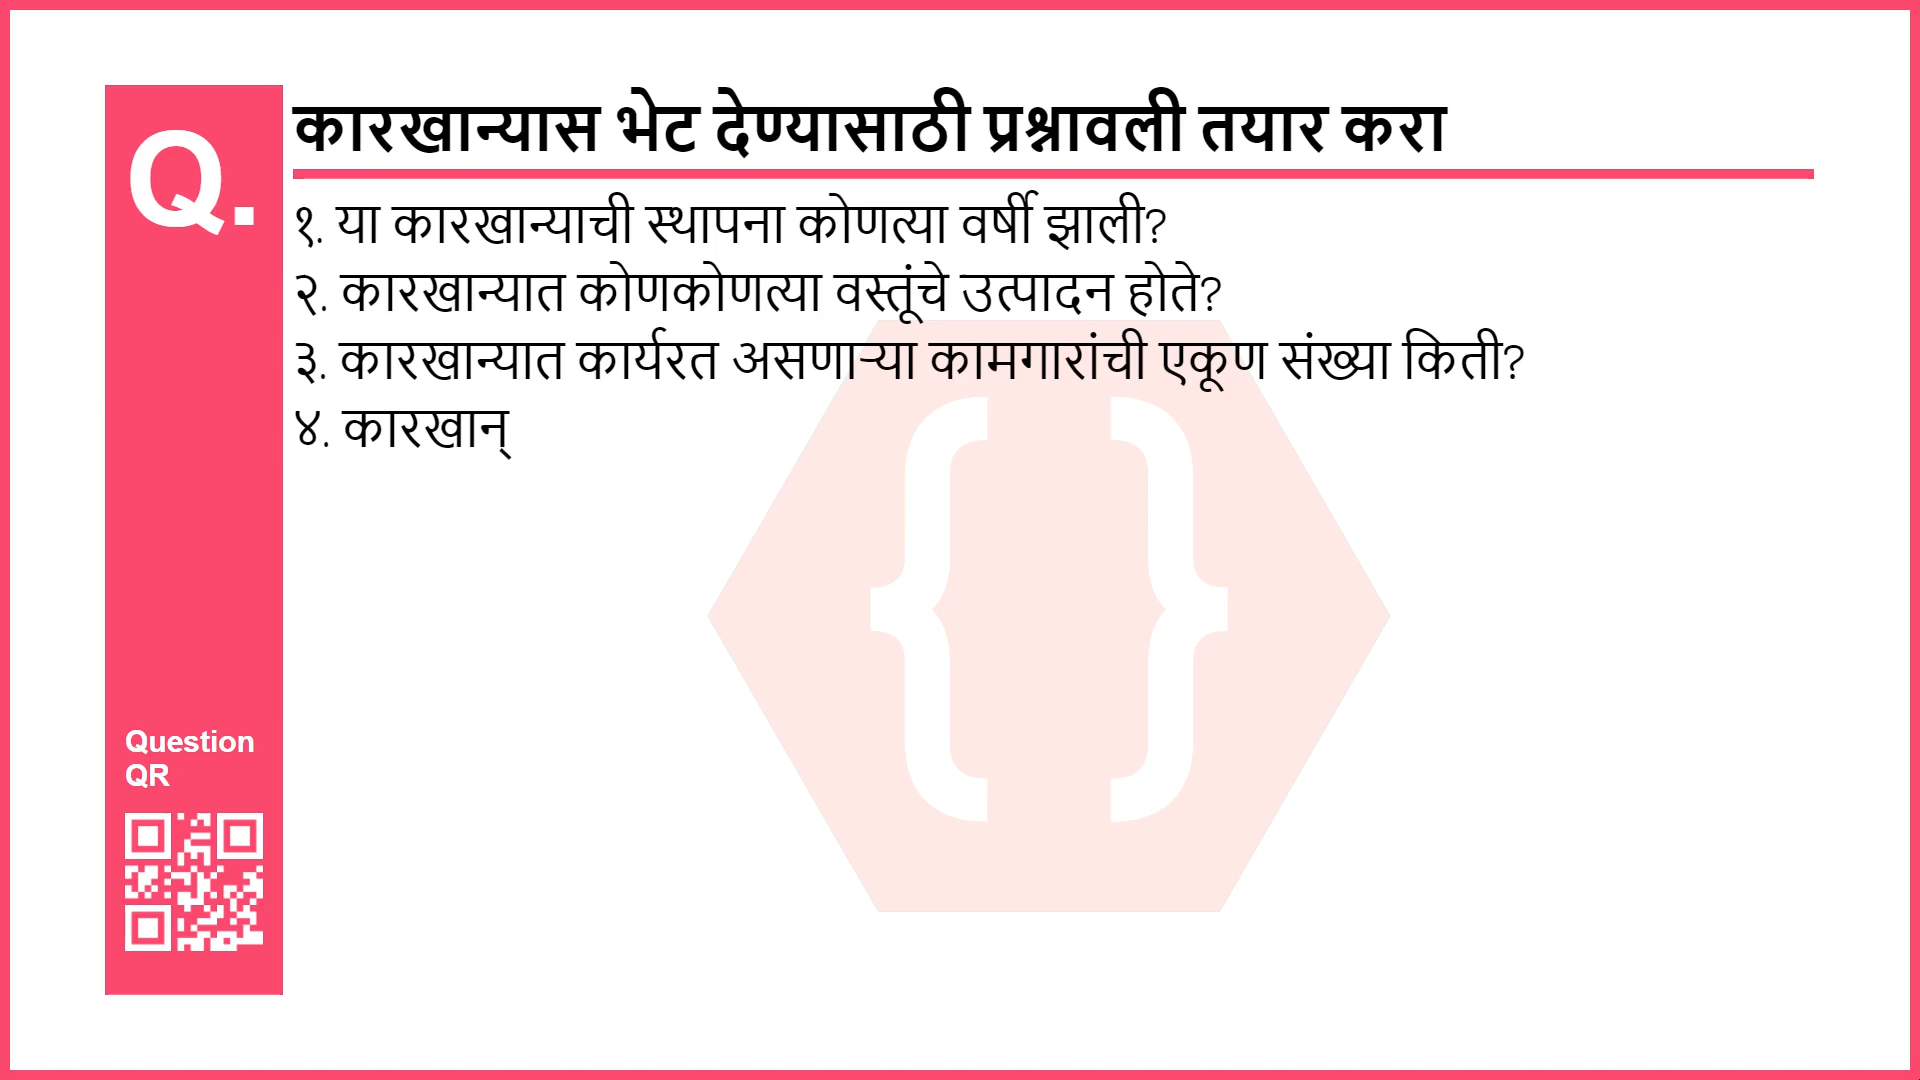 Q.
कारखान्यास भेट देण्यासाठी प्रश्नावली तयार करा
१. या कारखान्याची स्थापना कोणत्या वर्षी झाली?
२. कारखान्यात कोणकोणत्या वस्तूंचे उत्पादन होते?
३. कारखान्यात कार्यरत असणाऱ्या कामगारांची एकूण संख्या किती?
४. कारखान्
Question
QR